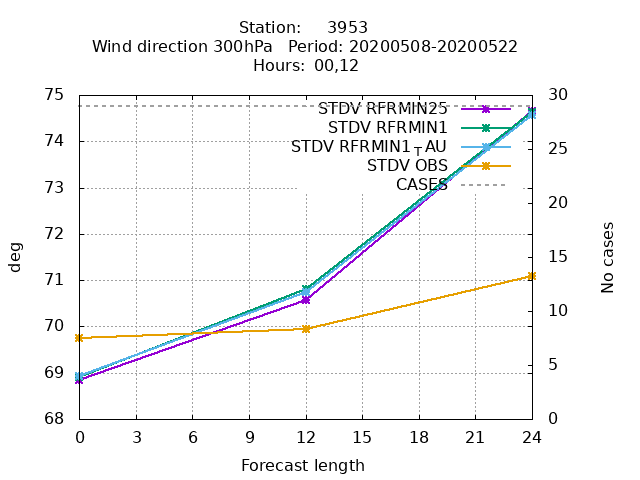 Station: 3953
Wind direction 300hPa Period: 20200508-20200522
Hours: 00,12
75 30
STDV RFRMIN25
STDV RFRMIN1
74
25
STDV RFRMIN1TAU
STDV OBS
CASES
73
20
72
15
deg
No cases
71
10
70
5
69
68 0
0 3 6 9 12 15 18 21 24
Forecast length